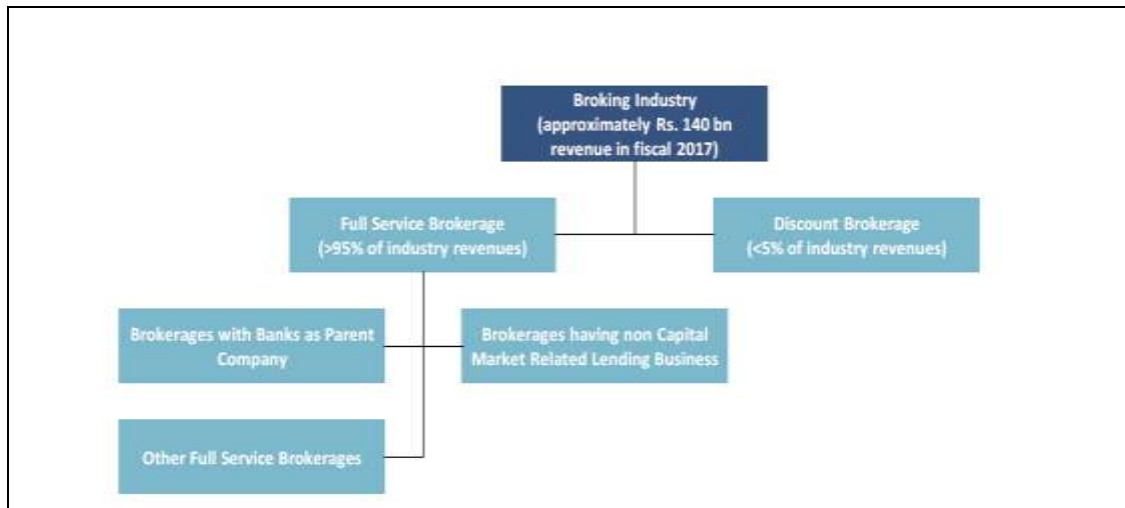 Broking Industry
(approximately Rs. 140 bn
revenue in fiscal 2017)
Full Service Brokerage
(>95% of industry revenues)
Discount Brokerage
(<5% of industry revenues)
Brokerages with Banks as Parent
Company
Brokerages having non Capital
Market Related Lending Business
Other Full Service Brokerages